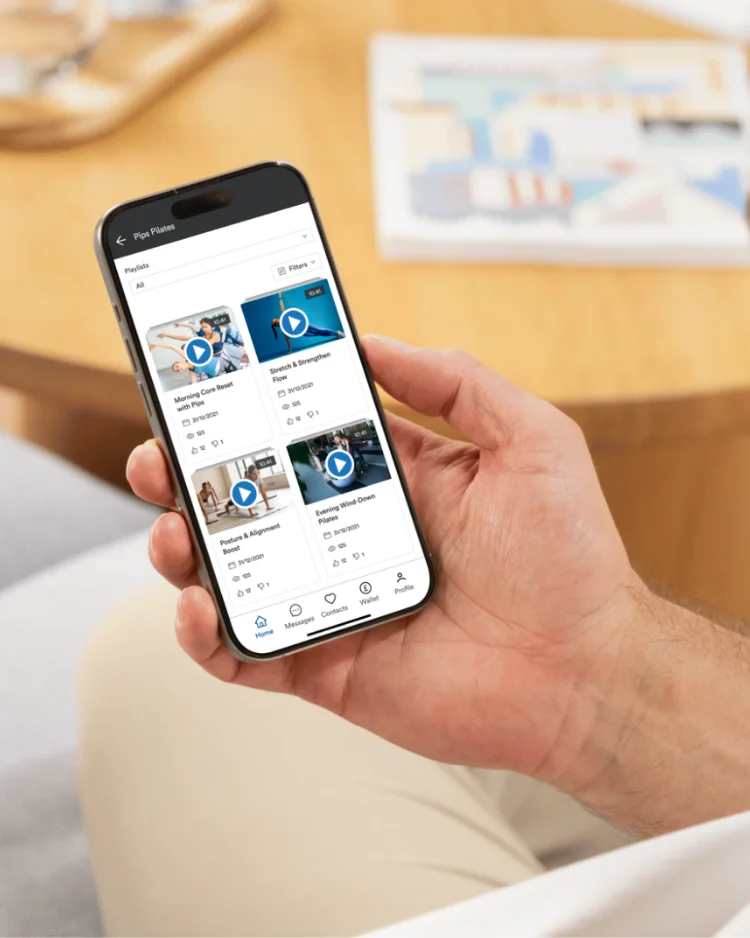 Pips Pilates
Playlists
All
Filters
10:41
Morning Core Reset
with Pips
31/12/2021
125
12 1
10:41
Stretch & Strengthen
Flow
31/12/2021
125
12 1
10:41
Posture & Alignment
Boost
31/12/2021
125
12 1
10:41
Evening Wind-Down
Pilates
31/12/2021
125
12 1
Home
Messages
Contacts
£
Wallet
Profile